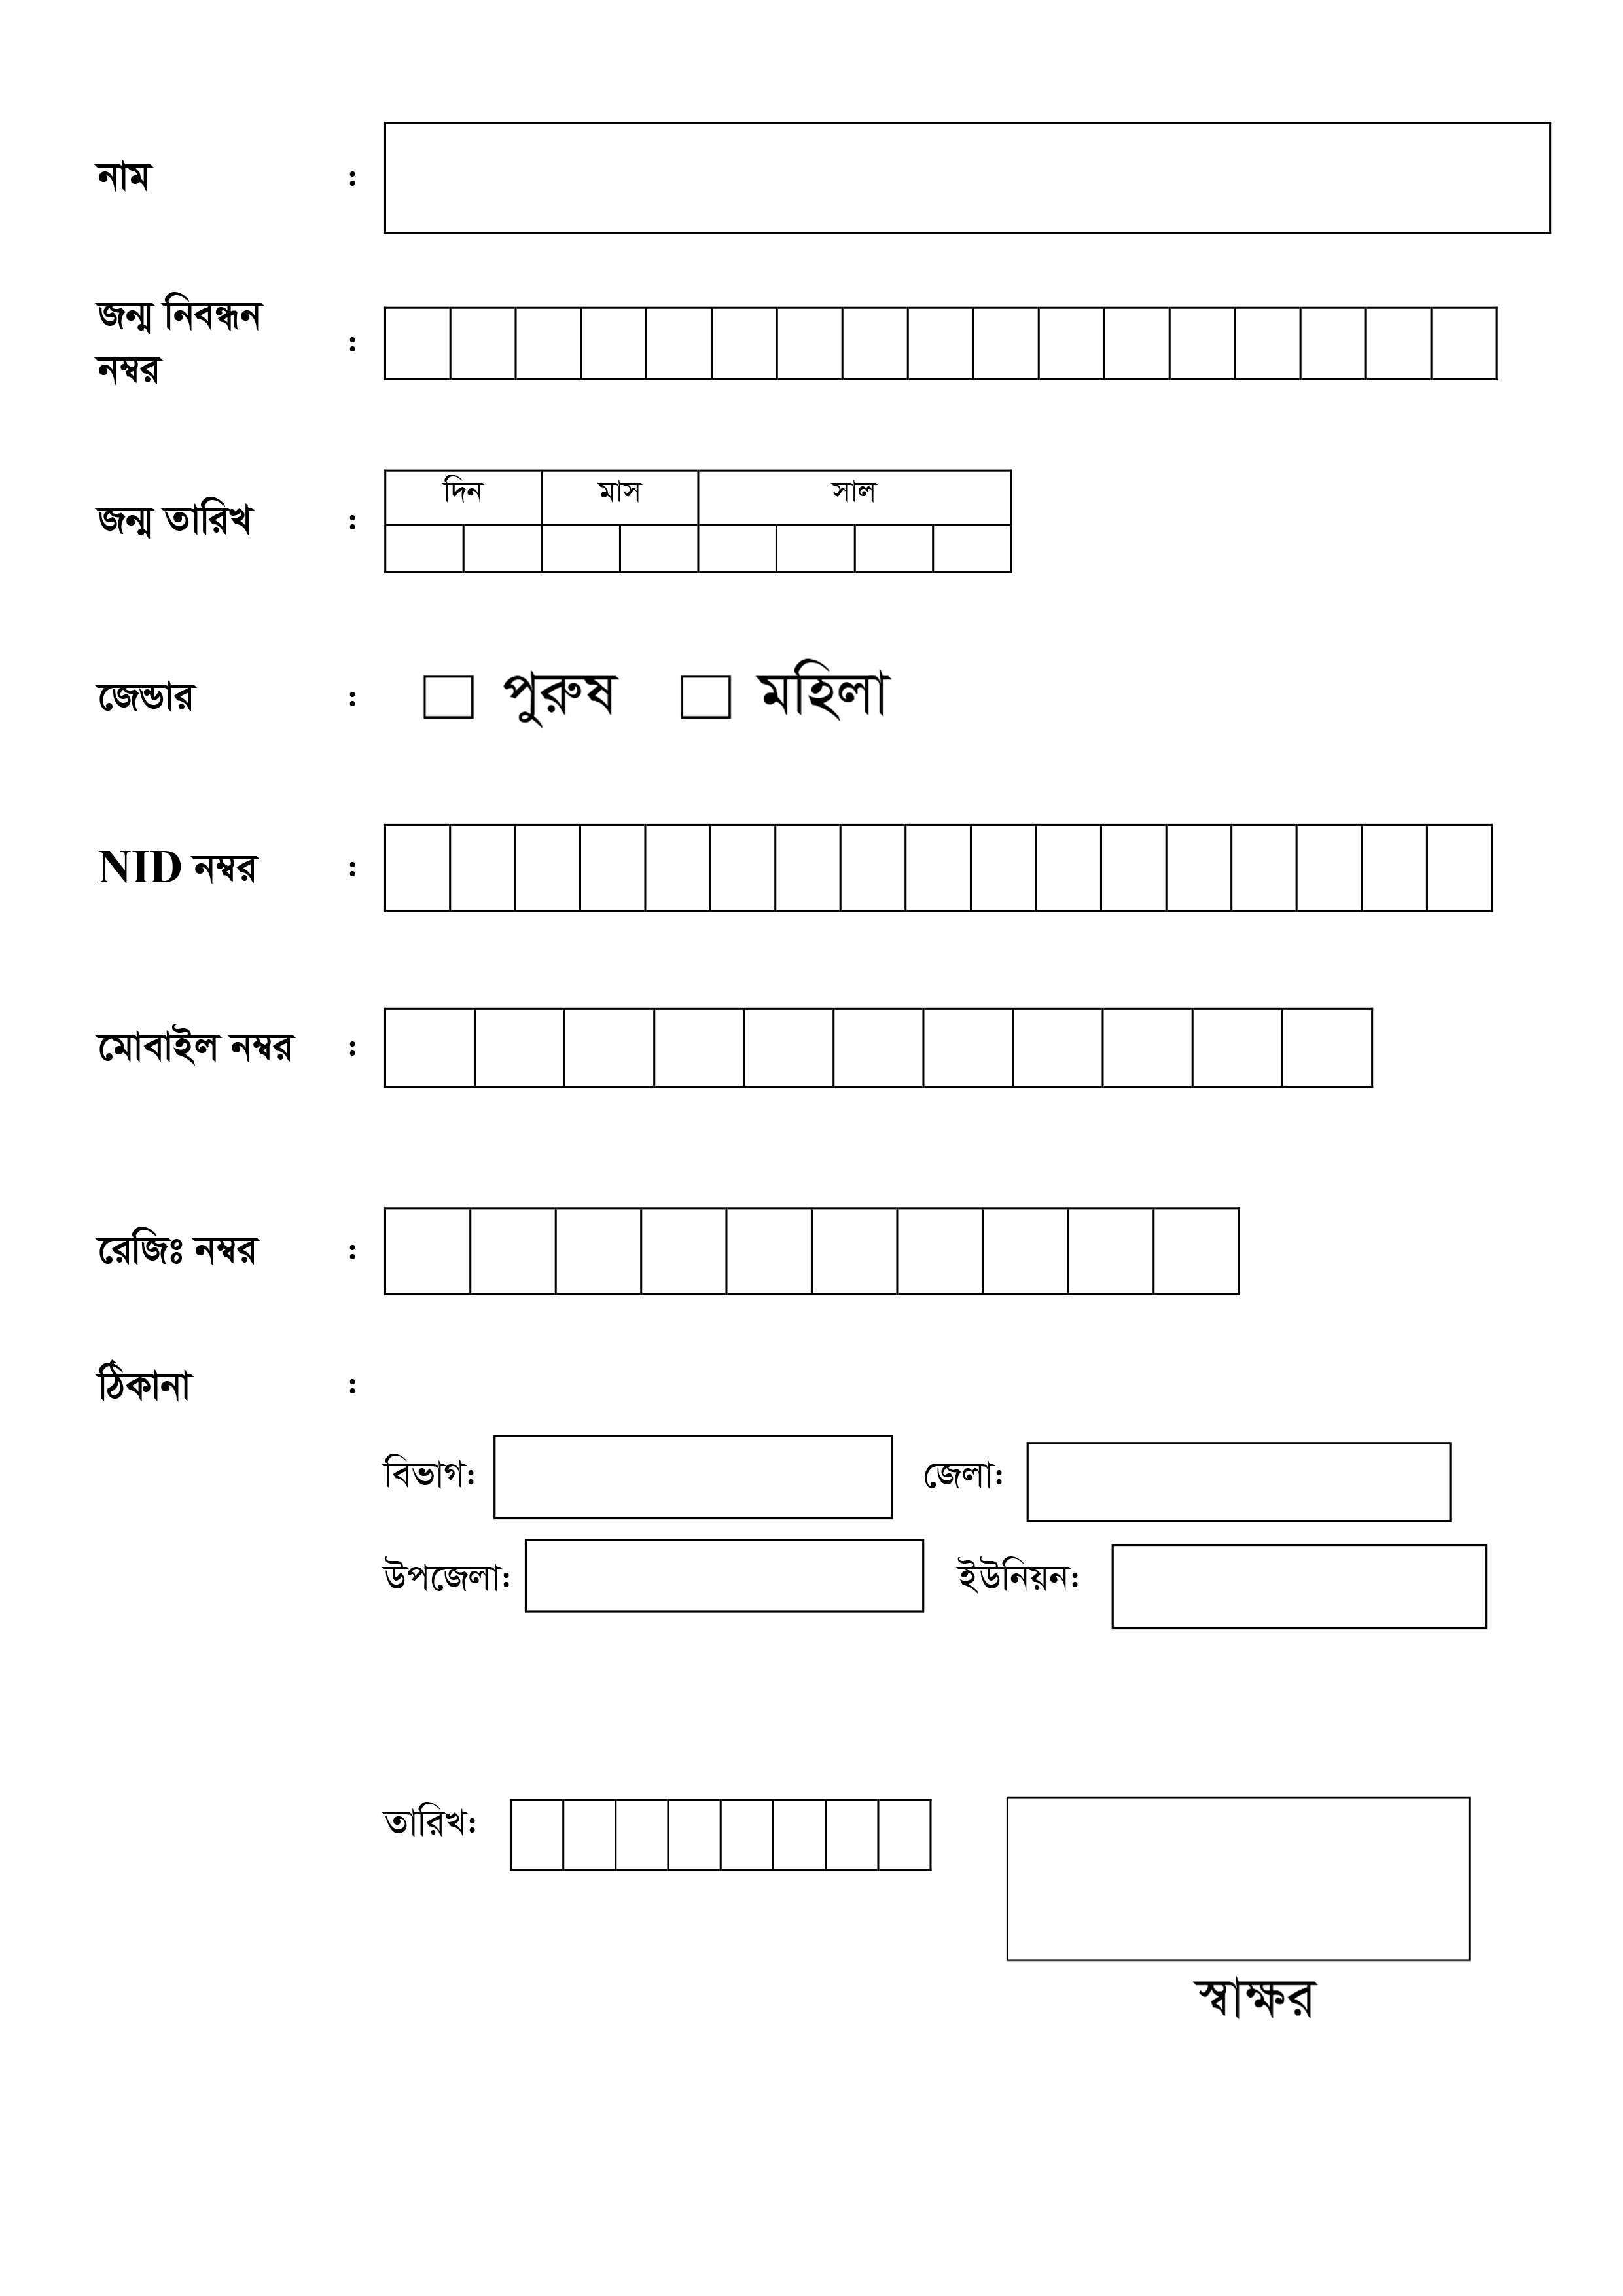 নাম :
জন্ম নিবন্ধন
নম্বর :
দিন মাস সাল
জন্ম তারিখ :
জেন্ডার : পুরুষ মহিলা
NID নম্বর :
মোবাইল নম্বর :
রেজিঃ নম্বর :
ঠিকানা :
বিভাগ: জেলা:
উপজেলা: ইউনিয়ন:
তারিখ:
স্বাক্ষর